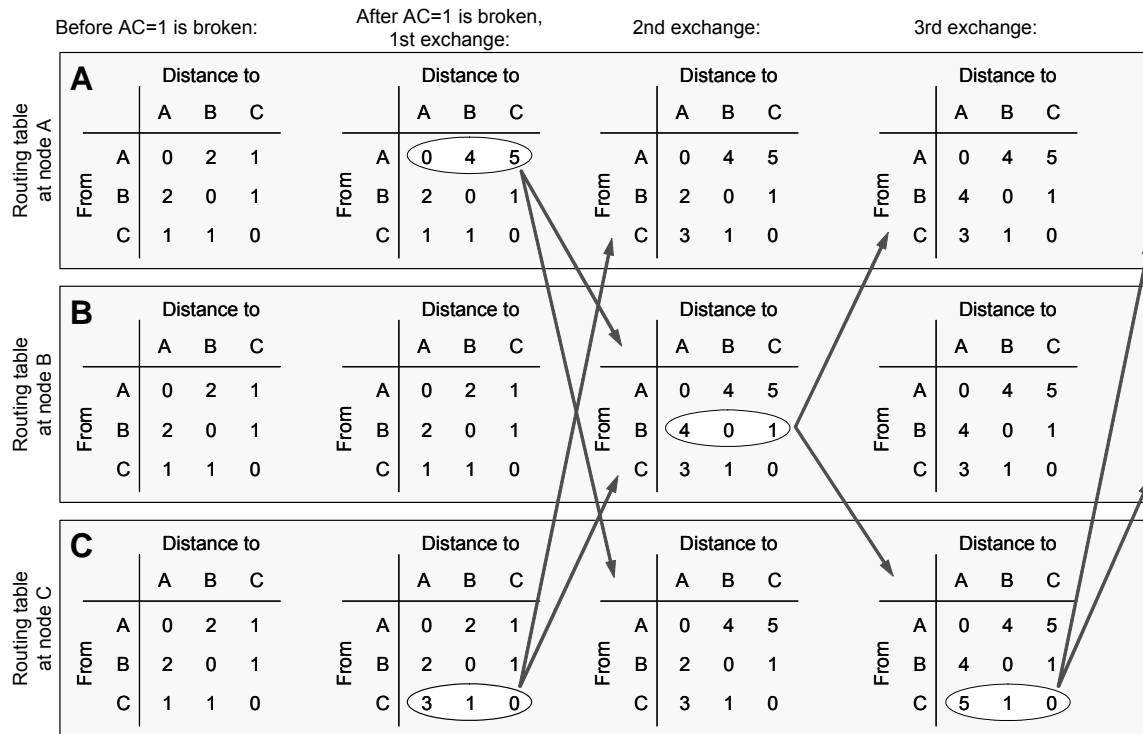 Before AC=1 is broken: After AC=1 is broken, 1st exchange: 2nd exchange: 3rd exchange:
Routing table at node A
A
Distance to Distance to Distance to Distance to
A B C A B C A B C A B C
From From From From
A 0 2 1 A 0 4 5 A 0 4 5 A 0 4 5
B 2 0 1 B 2 0 1 B 2 0 1 B 4 0 1
C 1 1 0 C 1 1 0 C 3 1 0 C 3 1 0
Routing table at node B
B
Distance to Distance to Distance to Distance to
A B C A B C A B C A B C
From From From From
A 0 2 1 A 0 2 1 A 0 4 5 A 0 4 5
B 2 0 1 B 2 0 1 B 4 0 1 B 4 0 1
C 1 1 0 C 1 1 0 C 3 1 0 C 3 1 0
Routing table at node C
C
Distance to Distance to Distance to Distance to
A B C A B C A B C A B C
From From From From
A 0 2 1 A 0 2 1 A 0 4 5 A 0 4 5
B 2 0 1 B 2 0 1 B 2 0 1 B 4 0 1
C 1 1 0 C 3 1 0 C 3 1 0 C 5 1 0